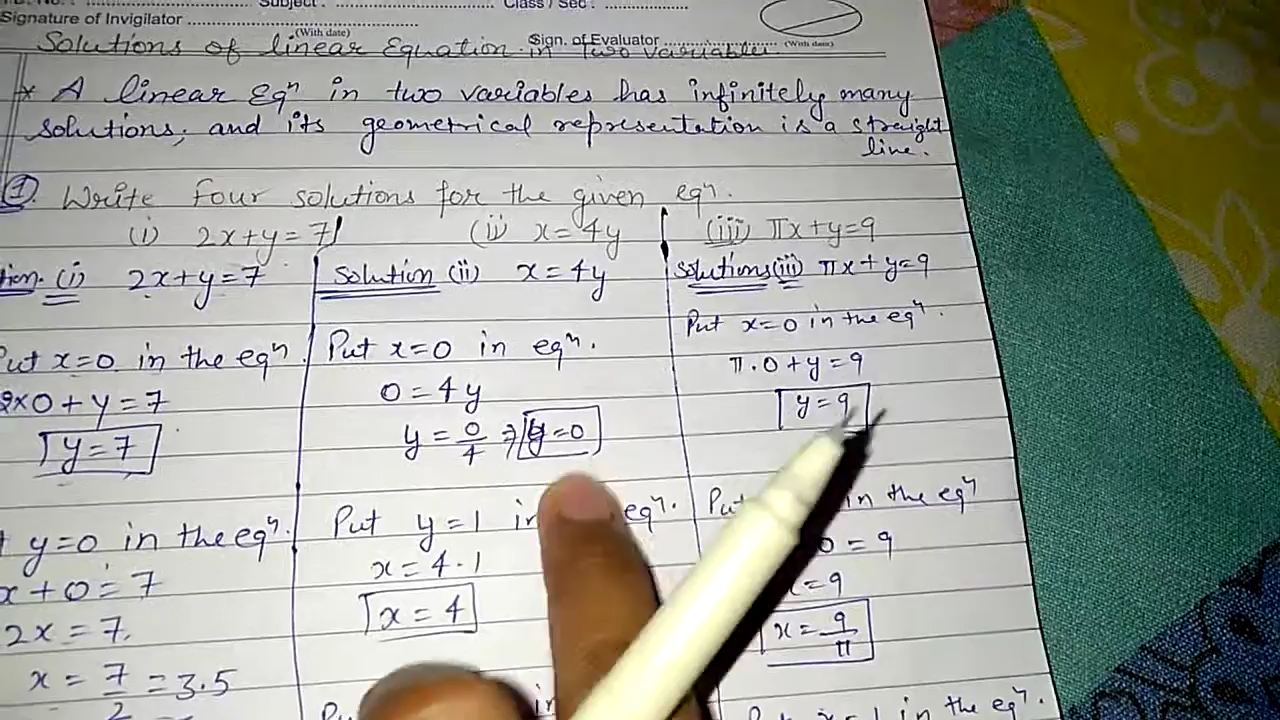 Subject : Class / Sec :
Signature of Invigilator
(With date)
Sign. of Evaluator
(With date)
Solutions of linear Equation in two variable
* A linear Eqⁿ in two variables has infinitely many
solutions, and its geometrical representation is a straight
line.
①. Write four solutions for the given eqⁿ.
(i) 2x+y=7
(ii) x=4y
(iii) πx+y=9
(i) 2x+y=7
Put x=0 in the eqⁿ
2×0+y=7
y=7
y=0 in the eqⁿ.
x+0=7
2x=7
x=7/2=3.5
Solution (ii) x=4y
Put x=0 in eqⁿ.
0=4y
y=0/4 ⇒ y=0
Put y=1 in eqⁿ.
x=4.1
x=4
Solutions(iii) πx+y=9
Put x=0 in the eqⁿ.
π.0+y=9
y=9
Put in the eqⁿ
0=9
=9
x=9/π
x=1 in the eqⁿ.